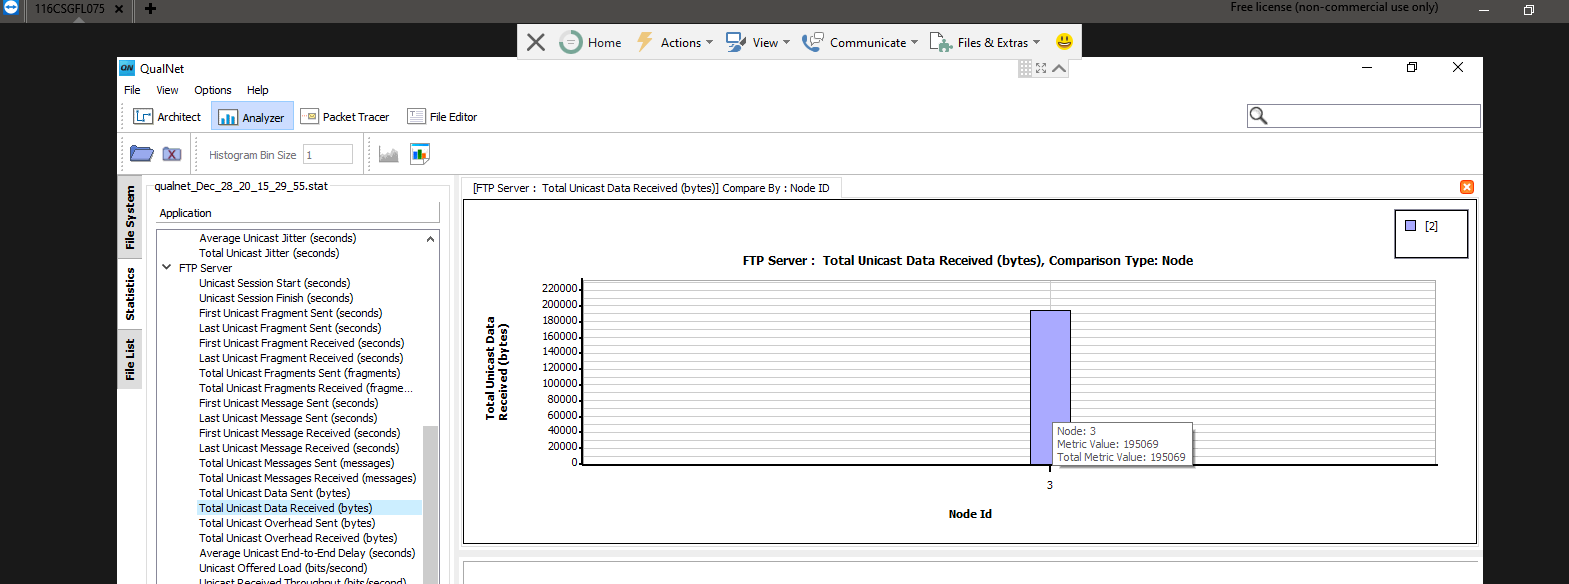 116CSGFL075
Free license (non-commercial use only)
Home
Actions
View
Communicate
Files & Extras
QN QualNet
File View Options Help
Architect Analyzer Packet Tracer File Editor
Histogram Bin Size 1
File System
Statistics
File List
qualnet_Dec_28_20_15_29_55.stat
Application
Average Unicast Jitter (seconds)
Total Unicast Jitter (seconds)
FTP Server
Unicast Session Start (seconds)
Unicast Session Finish (seconds)
First Unicast Fragment Sent (seconds)
Last Unicast Fragment Sent (seconds)
First Unicast Fragment Received (seconds)
Last Unicast Fragment Received (seconds)
Total Unicast Fragments Sent (fragments)
Total Unicast Fragments Received (fragme...
First Unicast Message Sent (seconds)
Last Unicast Message Sent (seconds)
First Unicast Message Received (seconds)
Last Unicast Message Received (seconds)
Total Unicast Messages Sent (messages)
Total Unicast Messages Received (messages)
Total Unicast Data Sent (bytes)
Total Unicast Data Received (bytes)
Total Unicast Overhead Sent (bytes)
Total Unicast Overhead Received (bytes)
Average Unicast End-to-End Delay (seconds)
Unicast Offered Load (bits/second)
Unicast Received Throughput (bits/second)
[FTP Server : Total Unicast Data Received (bytes)] Compare By : Node ID
[2]
FTP Server : Total Unicast Data Received (bytes), Comparison Type: Node
Total Unicast Data
Received (bytes)
220000
200000
180000
160000
140000
120000
100000
80000
60000
40000
20000
0
Node: 3
Metric Value: 195069
Total Metric Value: 195069
3
Node Id